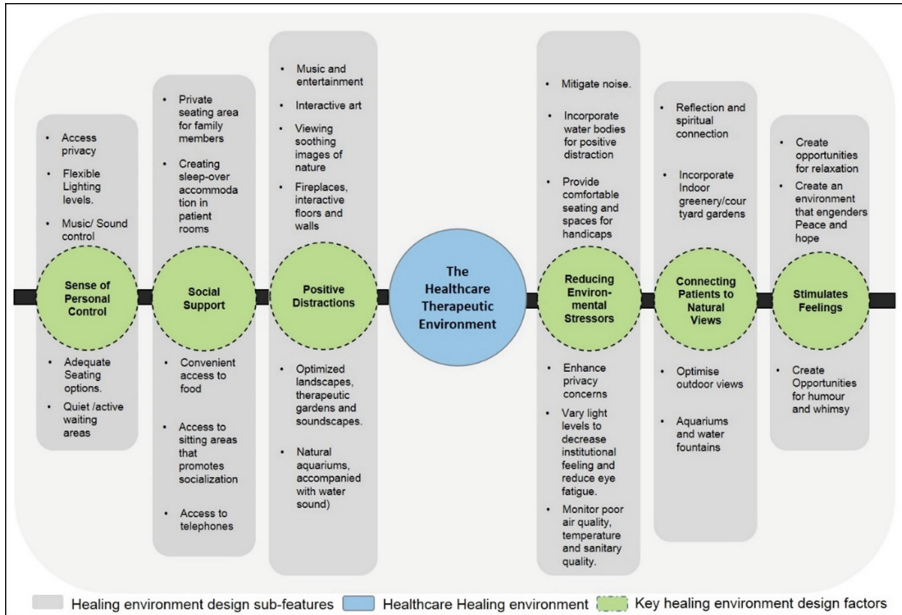 • Access
privacy
• Flexible
Lighting
levels.
• Music/ Sound
control
Sense of
Personal
Control
• Adequate
Seating
options.
• Quiet /active
waiting
areas
• Private
seating area
for family
members
• Creating
sleep-over
accommoda
tion in
patient
rooms
Social
Support
• Convenient
access to
food
• Access to
sitting areas
that
promotes
socialization
• Access to
telephones
• Music and
entertainment
• Interactive art
• Viewing
soothing
images of
nature
• Fireplaces,
interactive
floors and
walls
Positive
Distractions
• Optimized
landscapes,
therapeutic
gardens and
soundscapes.
• Natural
aquariums,
accompanied
with water
sound)
The
Healthcare
Therapeutic
Environment
• Mitigate noise.
• Incorporate
water bodies
for positive
distraction
• Provide
comfortable
seating and
spaces for
handicaps
Reducing
Environ-
mental
Stressors
• Enhance
privacy
concerns
• Vary light
levels to
decrease
institutional
feeling and
reduce eye
fatigue.
• Monitor poor
air quality,
temperature
and sanitary
quality.
• Reflection and
spiritual
connection
• Incorporate
Indoor
greenery/cour
tyard gardens
Connecting
Patients to
Natural
Views
• Optimise
outdoor views
• Aquariums
and water
fountains
• Create
opportunities
for relaxation
• Create an
environment
that engenders
Peace and
hope
Stimulates
Feelings
• Create
Opportunities
for humour
and whimsy
Healing environment design sub-features
Healthcare Healing environment
Key healing environment design factors